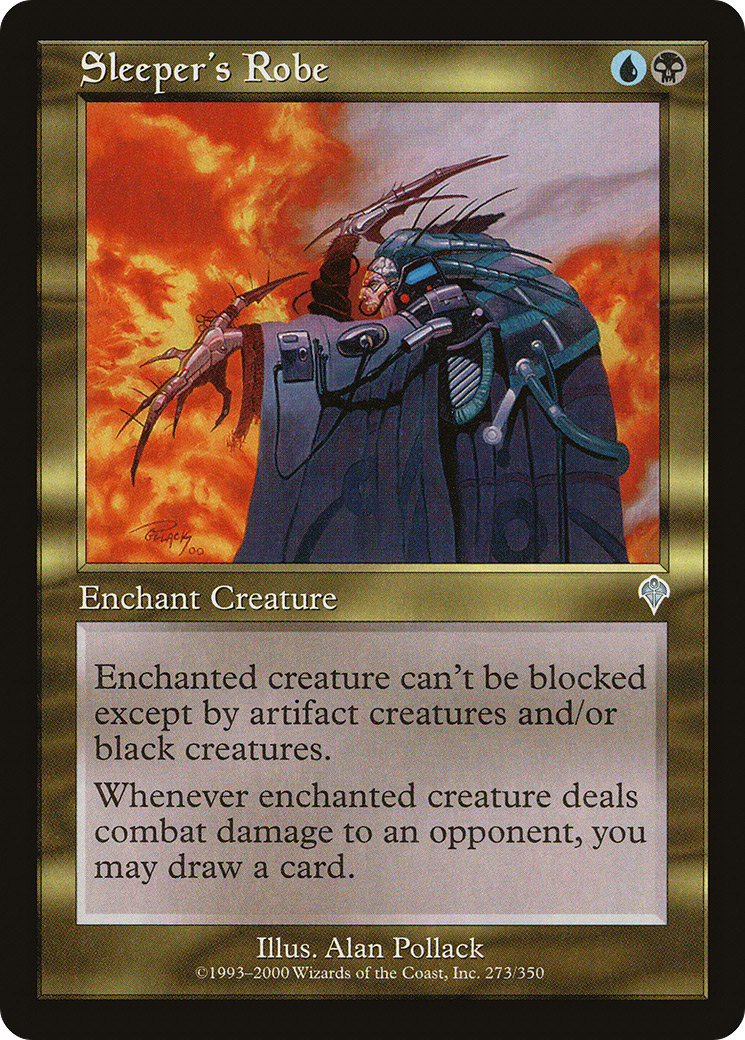 Sleeper's Robe
Pollack
00
Enchant Creature
Enchanted creature can't be blocked
except by artifact creatures and/or
black creatures.
Whenever enchanted creature deals
combat damage to an opponent, you
may draw a card.
Illus. Alan Pollack
©1993–2000 Wizards of the Coast, Inc. 273/350